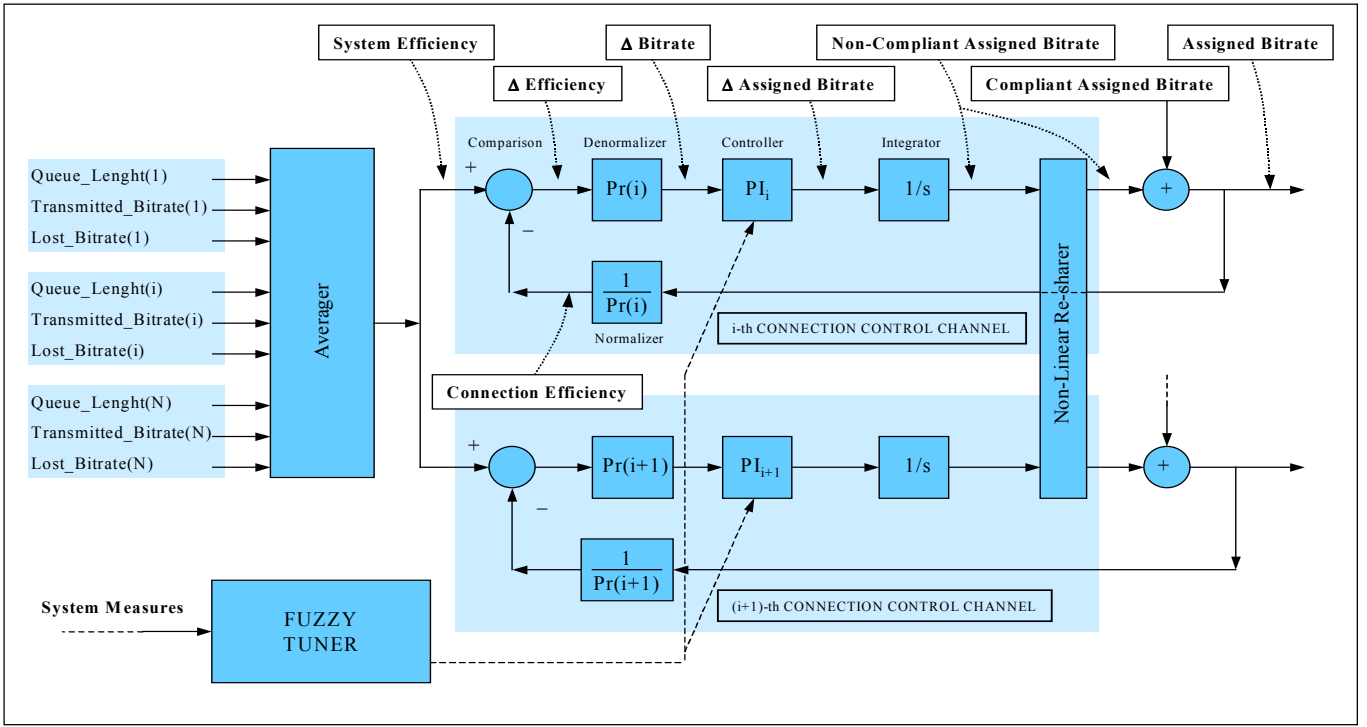 System Efficiency
Δ Bitrate
Non-Compliant Assigned Bitrate
Assigned Bitrate
Δ Efficiency
Δ Assigned Bitrate
Compliant Assigned Bitrate
Comparison
Denormalizer
Controller
Integrator
Queue_Lenght(1)
Transmitted_Bitrate(1)
Lost_Bitrate(1)
Queue_Lenght(i)
Transmitted_Bitrate(i)
Lost_Bitrate(i)
Queue_Lenght(N)
Transmitted_Bitrate(N)
Lost_Bitrate(N)
Averager
+
−
Pr(i)
PIi
1/s
+
1
Pr(i)
Normalizer
i-th CONNECTION CONTROL CHANNEL
Non-Linear Re-sharer
Connection Efficiency
+
−
Pr(i+1)
PIi+1
1/s
+
1
Pr(i+1)
(i+1)-th CONNECTION CONTROL CHANNEL
System Measures
FUZZY
TUNER